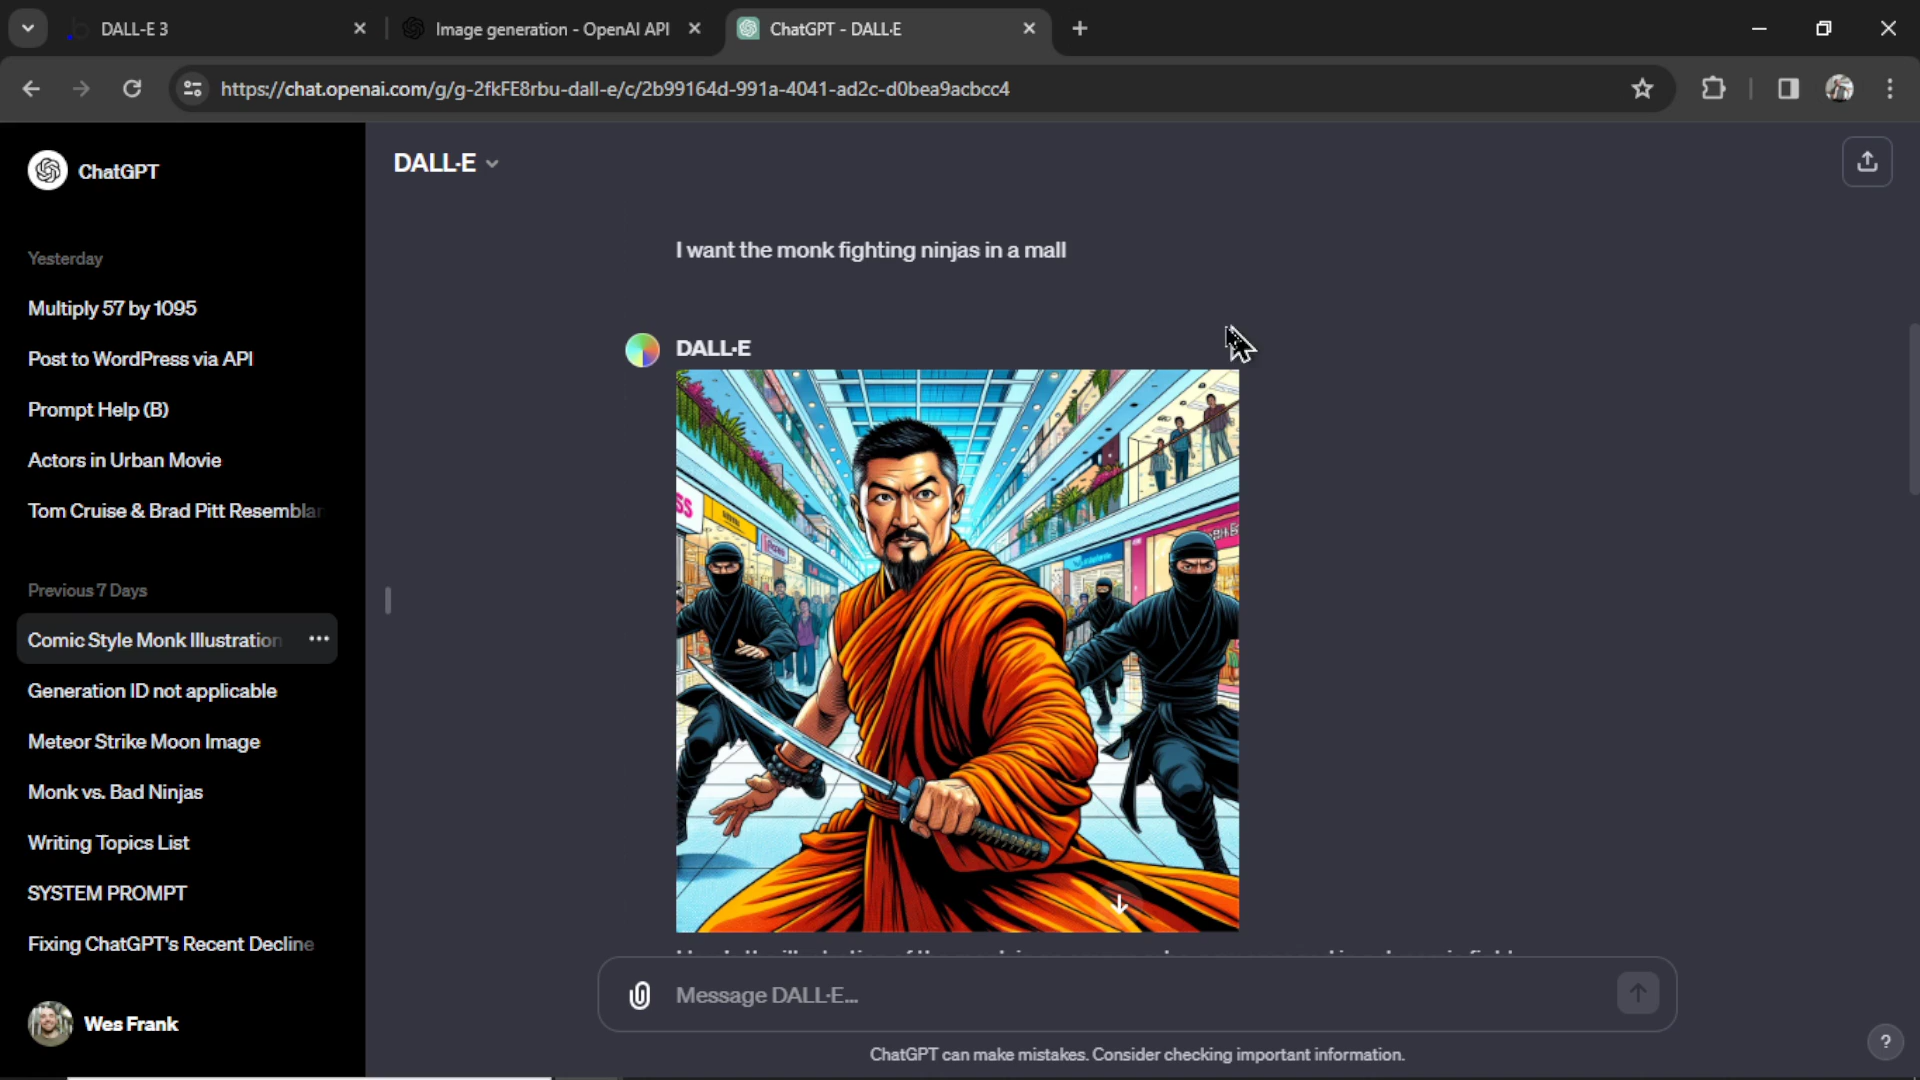 DALL-E 3
Image generation - OpenAI API
ChatGPT - DALL·E
https://chat.openai.com/g/g-2fkFE8rbu-dall-e/c/2b99164d-991a-4041-ad2c-d0bea9acbcc4
ChatGPT
DALL·E
Yesterday
Multiply 57 by 1095
Post to WordPress via API
Prompt Help (B)
Actors in Urban Movie
Tom Cruise & Brad Pitt Resemblan
Previous 7 Days
Comic Style Monk Illustration
Generation ID not applicable
Meteor Strike Moon Image
Monk vs. Bad Ninjas
Writing Topics List
SYSTEM PROMPT
Fixing ChatGPT's Recent Decline
Wes Frank
I want the monk fighting ninjas in a mall
DALL·E
Message DALL·E...
ChatGPT can make mistakes. Consider checking important information.
?